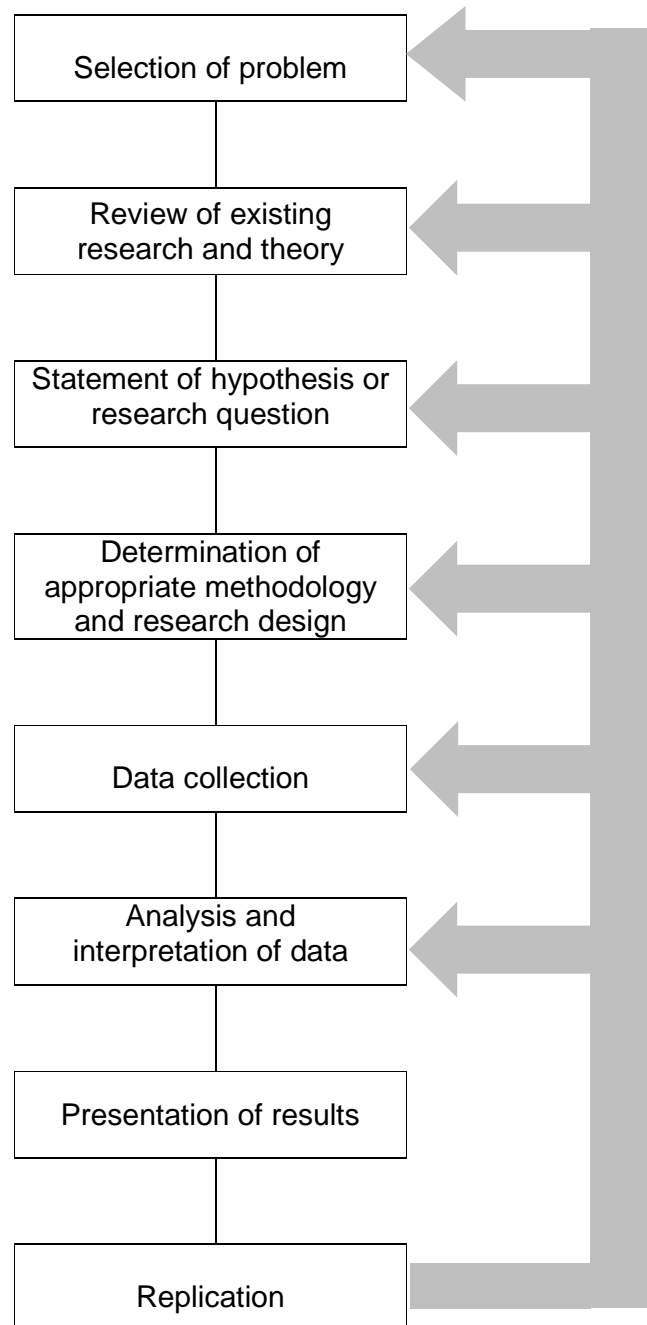 Selection of problem
Review of existing
research and theory
Statement of hypothesis or
research question
Determination of
appropriate methodology
and research design
Data collection
Analysis and
interpretation of data
Presentation of results
Replication